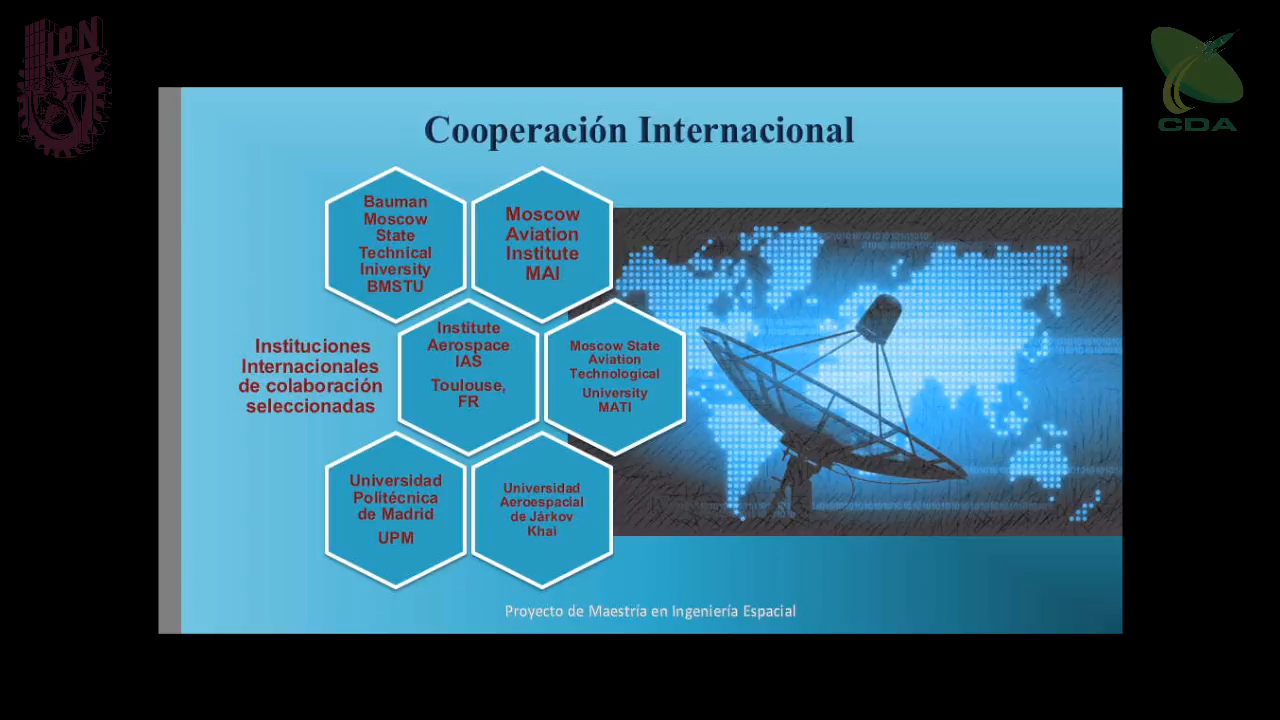 IPN
CDA
Cooperación Internacional
Bauman
Moscow
State
Technical
Iniversity
BMSTU
Moscow
Aviation
Institute
MAI
Instituciones
Internacionales
de colaboración
seleccionadas
Institute
Aerospace
IAS
Toulouse,
FR
Moscow State
Aviation
Technological
University
MATI
Universidad
Politécnica
de Madrid
UPM
Universidad
Aeroespacial
de Járkov
Khai
Proyecto de Maestría en Ingeniería Espacial